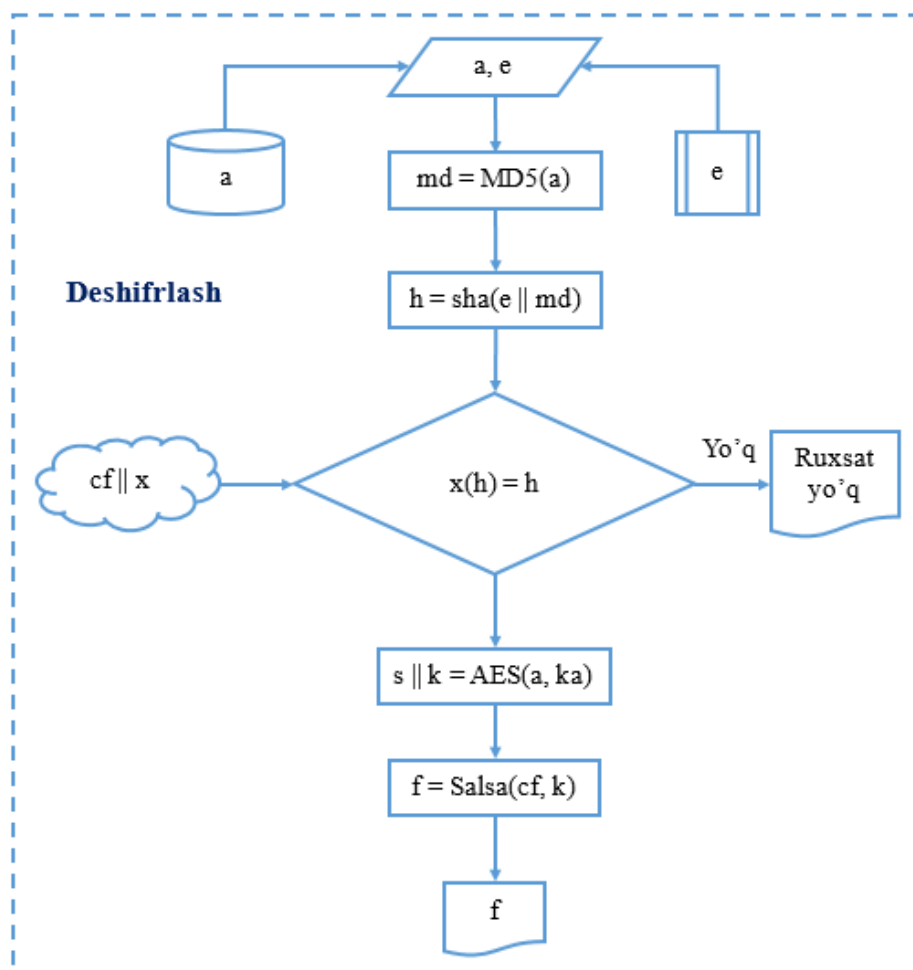 a, e
a
e
md = MD5(a)
Deshifrlash
h = sha(e || md)
cf || x
x(h) = h
Yo’q
Ruxsat
yo’q
s || k = AES(a, ka)
f = Salsa(cf, k)
f